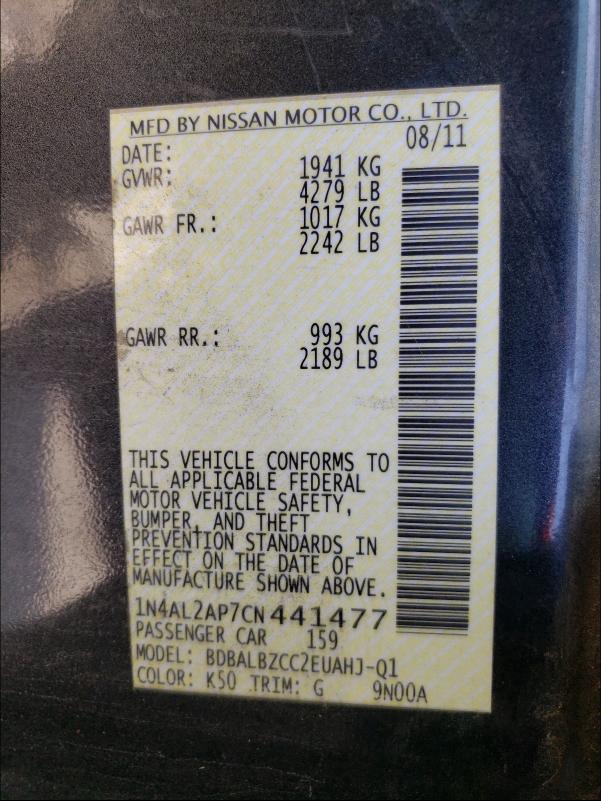 MFD BY NISSAN MOTOR CO., LTD.
DATE: 08/11
GVWR: 1941 KG
4279 LB
GAWR FR.: 1017 KG
2242 LB
GAWR RR.: 993 KG
2189 LB
THIS VEHICLE CONFORMS TO
ALL APPLICABLE FEDERAL
MOTOR VEHICLE SAFETY,
BUMPER, AND THEFT
PREVENTION STANDARDS IN
EFFECT ON THE DATE OF
MANUFACTURE SHOWN ABOVE.
1N4AL2AP7CN441477
PASSENGER CAR 159
MODEL: BDBALBZCC2EUAHJ-Q1
COLOR: K50 TRIM: G 9N00A